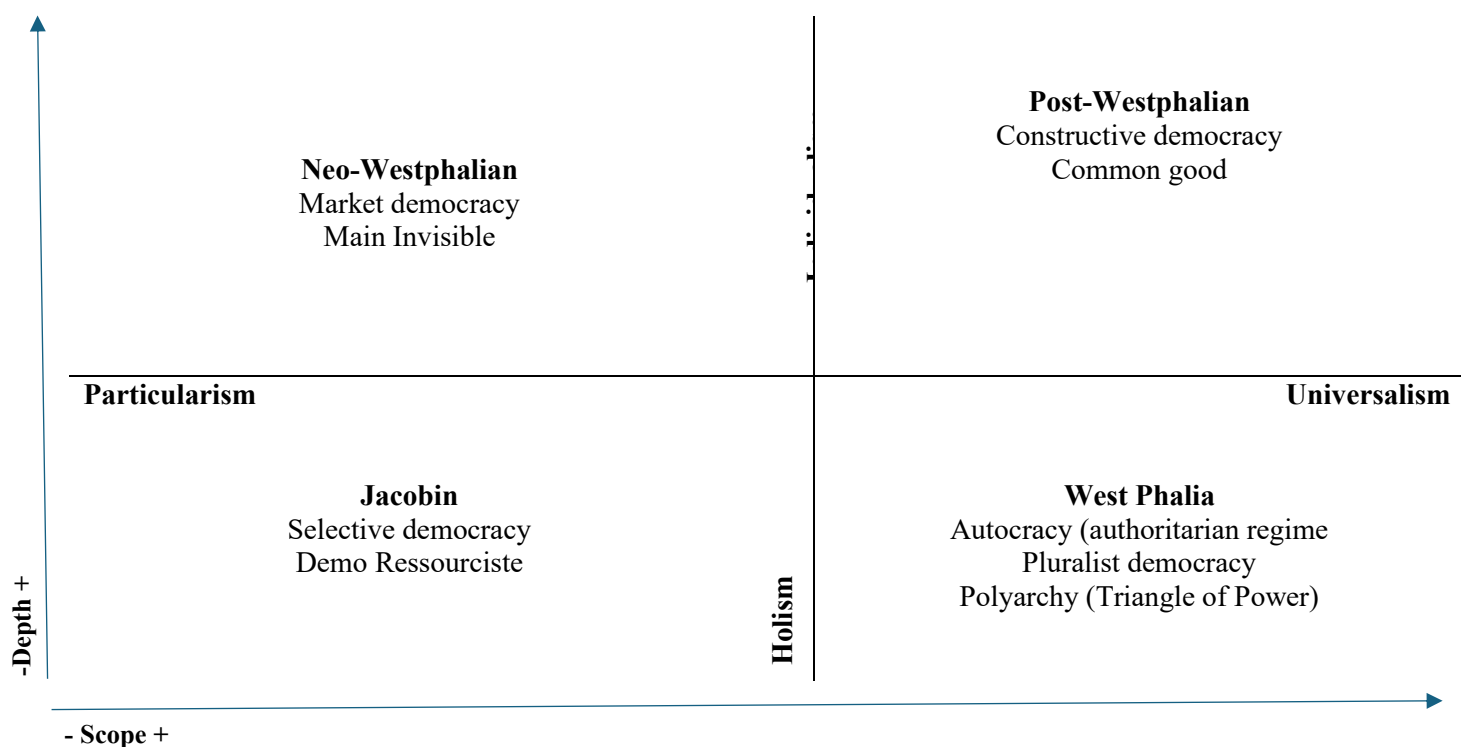 Post-Westphalian
Constructive democracy
Common good
Neo-Westphalian
Market democracy
Main Invisible
Particularism
Universalism
Jacobin
Selective democracy
Demo Ressourciste
West Phalia
Autocracy (authoritarian regime
Pluralist democracy
Polyarchy (Triangle of Power)
Holism
-Depth +
- Scope +